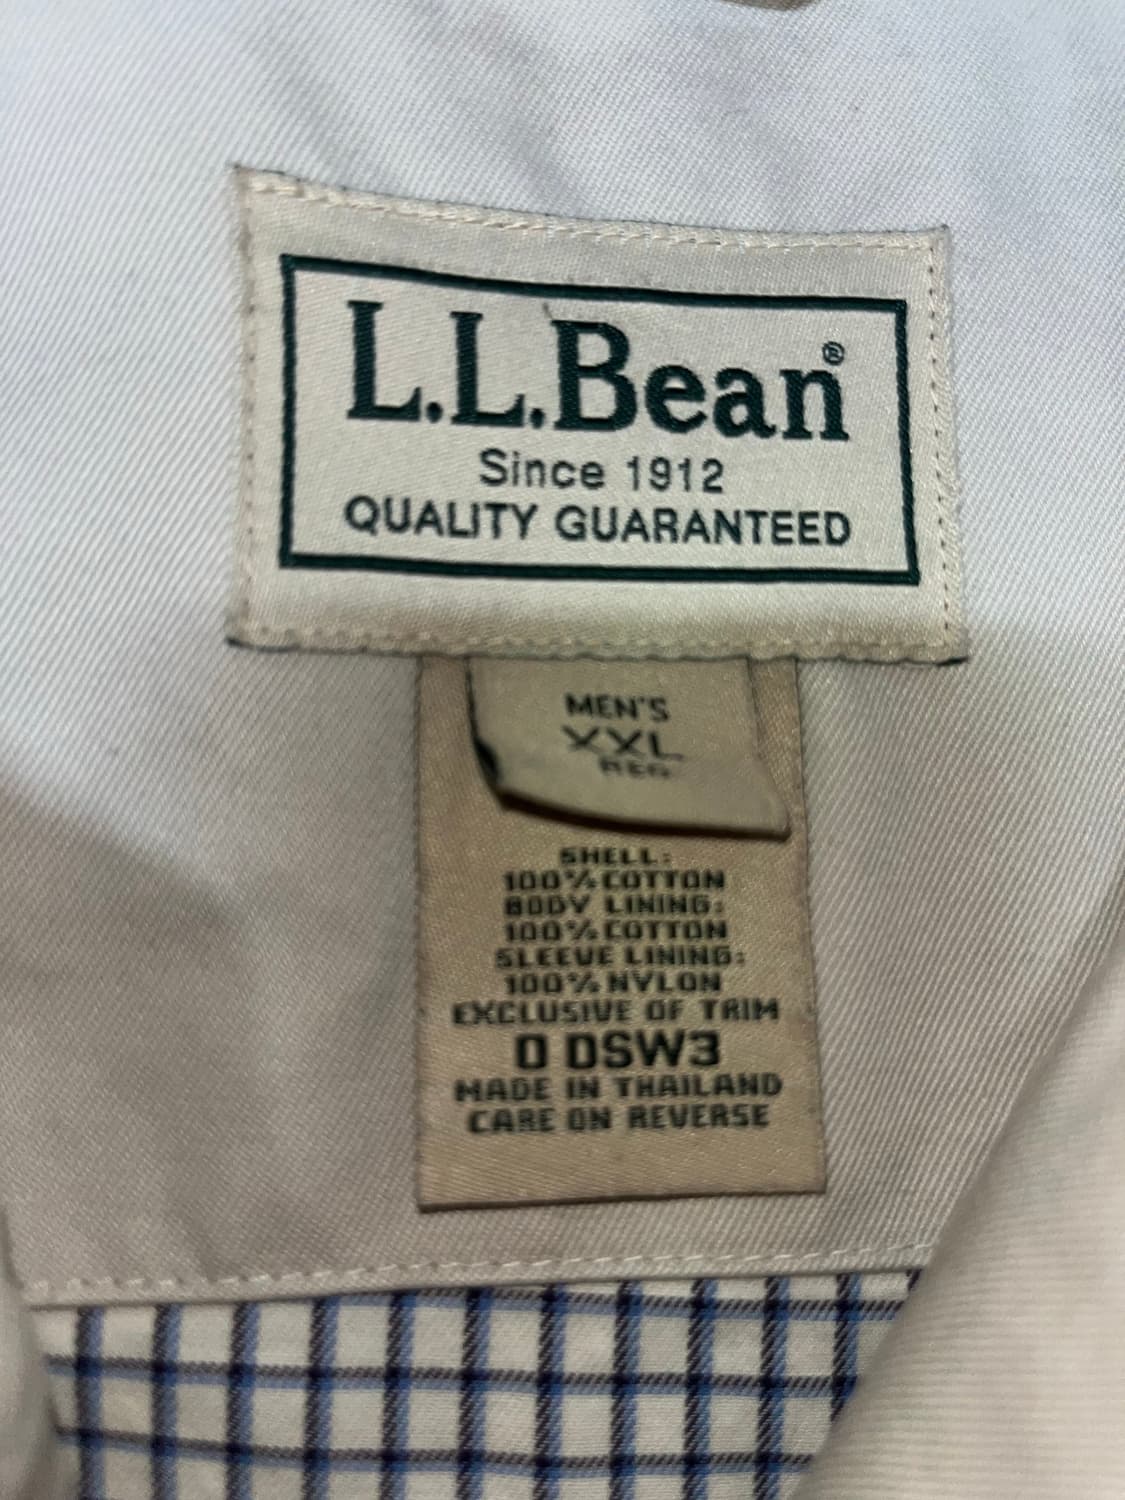 L.L.Bean®
Since 1912
QUALITY GUARANTEED
MEN'S
XXL
REG.
SHELL:
100% COTTON
BODY LINING:
100% COTTON
SLEEVE LINING:
100% NYLON
EXCLUSIVE OF TRIM
0 DSW3
MADE IN THAILAND
CARE ON REVERSE